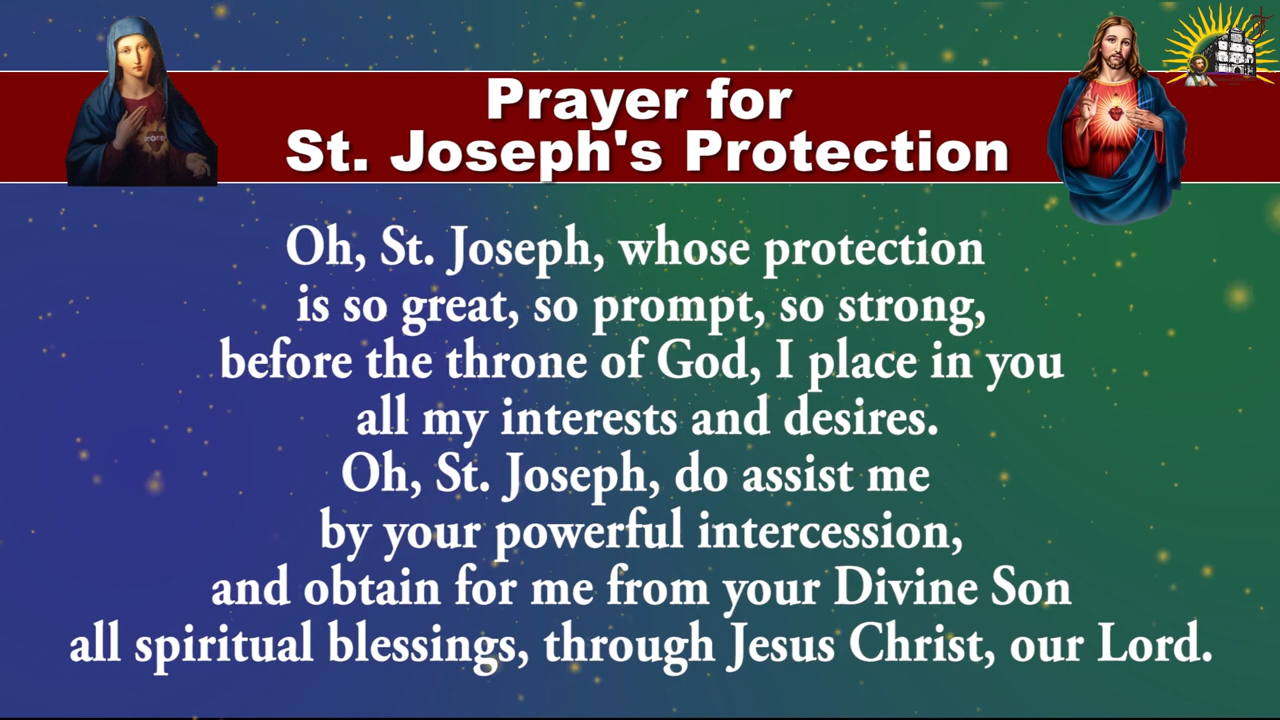 Prayer for
St. Joseph's Protection
Oh, St. Joseph, whose protection
is so great, so prompt, so strong,
before the throne of God, I place in you
all my interests and desires.
Oh, St. Joseph, do assist me
by your powerful intercession,
and obtain for me from your Divine Son
all spiritual blessings, through Jesus Christ, our Lord.